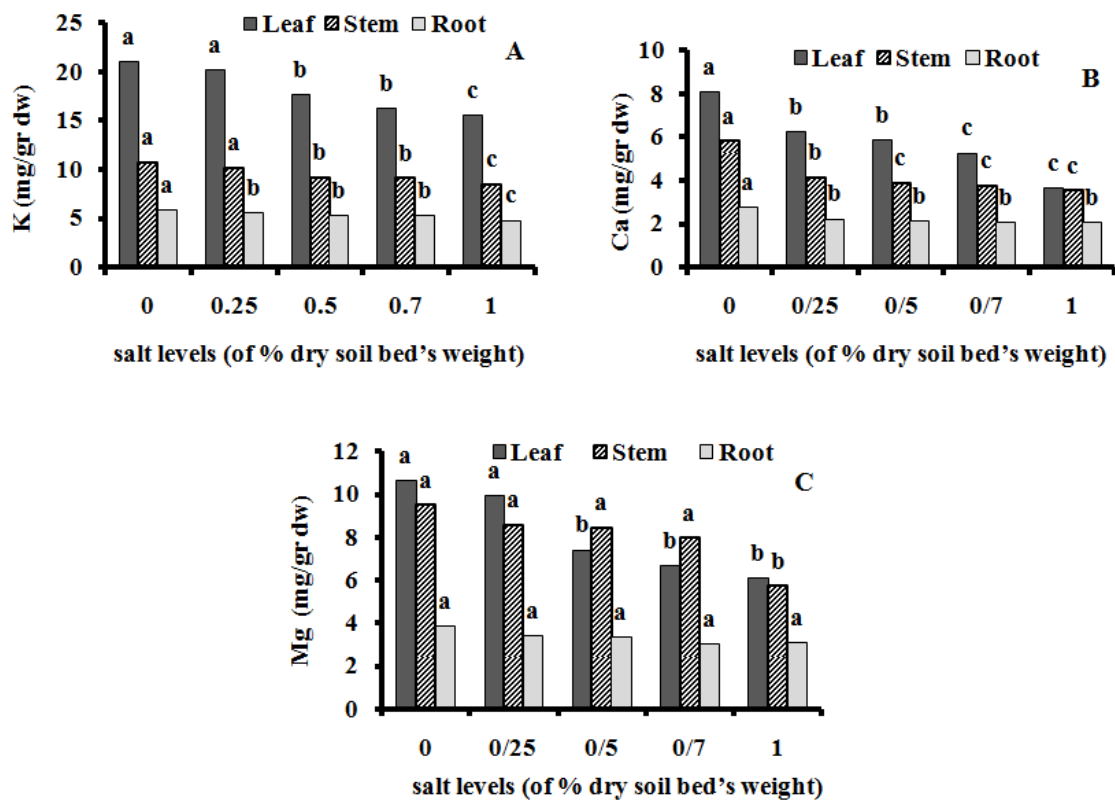 Leaf Stem Root
A
K (mg/gr dw)
25
20
15
10
5
0
a a b b c
a a b b c
a b b b c
0 0.25 0.5 0.7 1
salt levels (of % dry soil bed's weight)
Leaf Stem Root
B
Ca (mg/gr dw)
10
8
6
4
2
0
a b b c c
a b c c c
a b b b b
0 0/25 0/5 0/7 1
salt levels (of % dry soil bed's weight)
Leaf Stem Root
C
Mg (mg/gr dw)
12
10
8
6
4
2
0
a a b b b
a a a a b
a a a a a
0 0/25 0/5 0/7 1
salt levels (of % dry soil bed's weight)